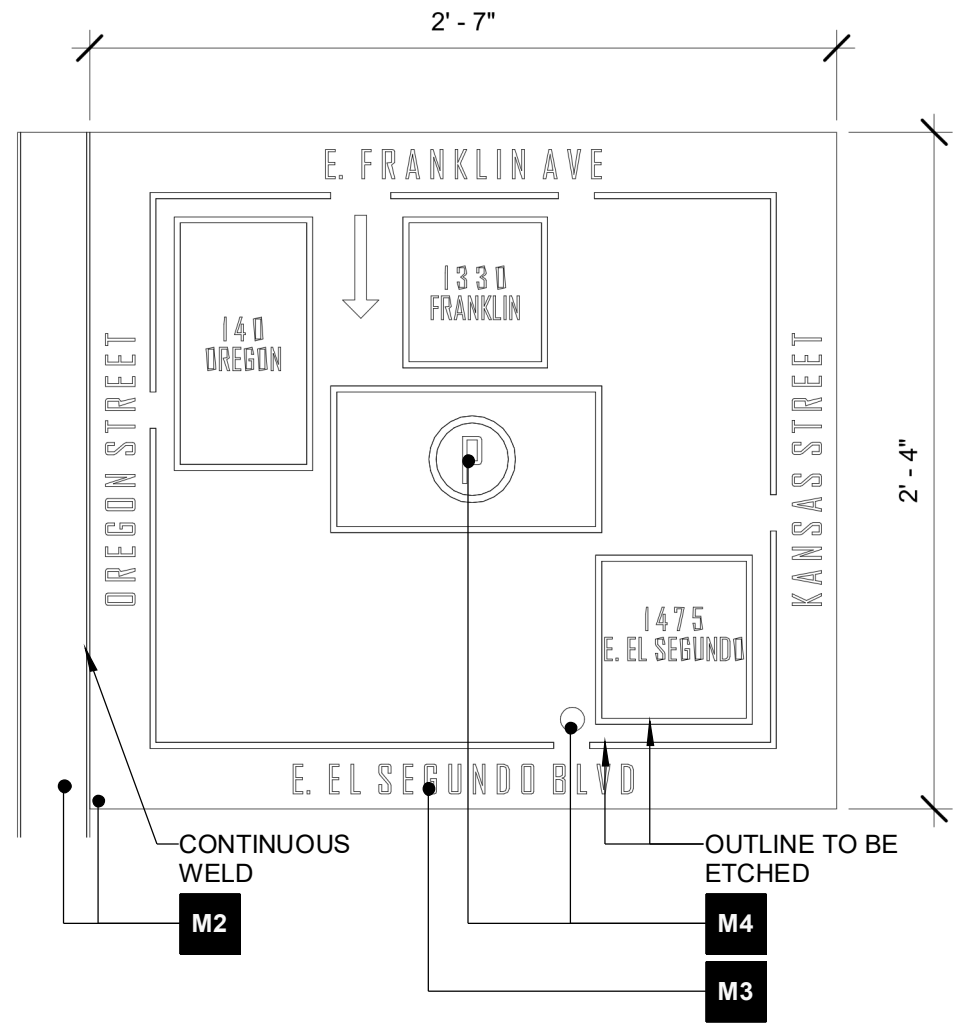 2' - 7"
E. FRANKLIN AVE
1330
FRANKLIN
140
OREGON
OREGON STREET
KANSAS STREET
2' - 4"
P
1475
E. EL SEGUNDO
E. EL SEGUNDO BLVD
CONTINUOUS
WELD
OUTLINE TO BE
ETCHED
M2
M4
M3